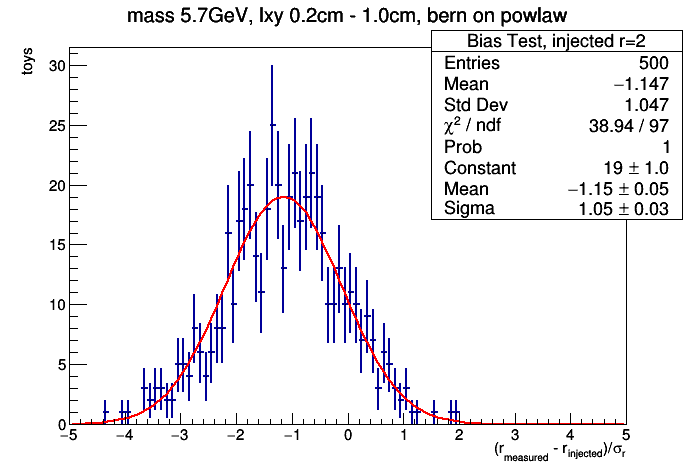 mass 5.7GeV, lxy 0.2cm - 1.0cm, bern on powlaw
Bias Test, injected r=2
Entries 500
Mean −1.147
Std Dev 1.047
χ² / ndf 38.94 / 97
Prob 1
Constant 19 ± 1.0
Mean −1.15 ± 0.05
Sigma 1.05 ± 0.03
toys
30
25
20
15
10
5
0
−5 −4 −3 −2 −1 0 1 2 3 4 5
(r_measured - r_injected)/σ_r